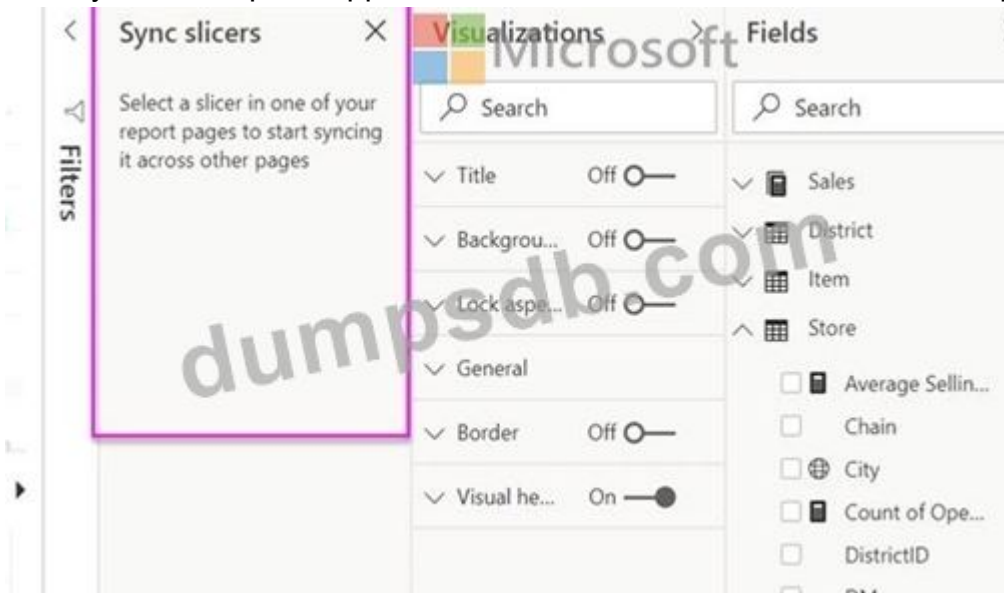 Sync slicers
Select a slicer in one of your
report pages to start syncing
it across other pages
Filters
Visualizations
Microsoft
Search
Title Off
Backgrou... Off
Lock aspe... Off
General
Border Off
Visual he... On
Fields
Search
Sales
District
Item
Store
Average Sellin...
Chain
City
Count of Ope...
DistrictID
dumpsdb.com